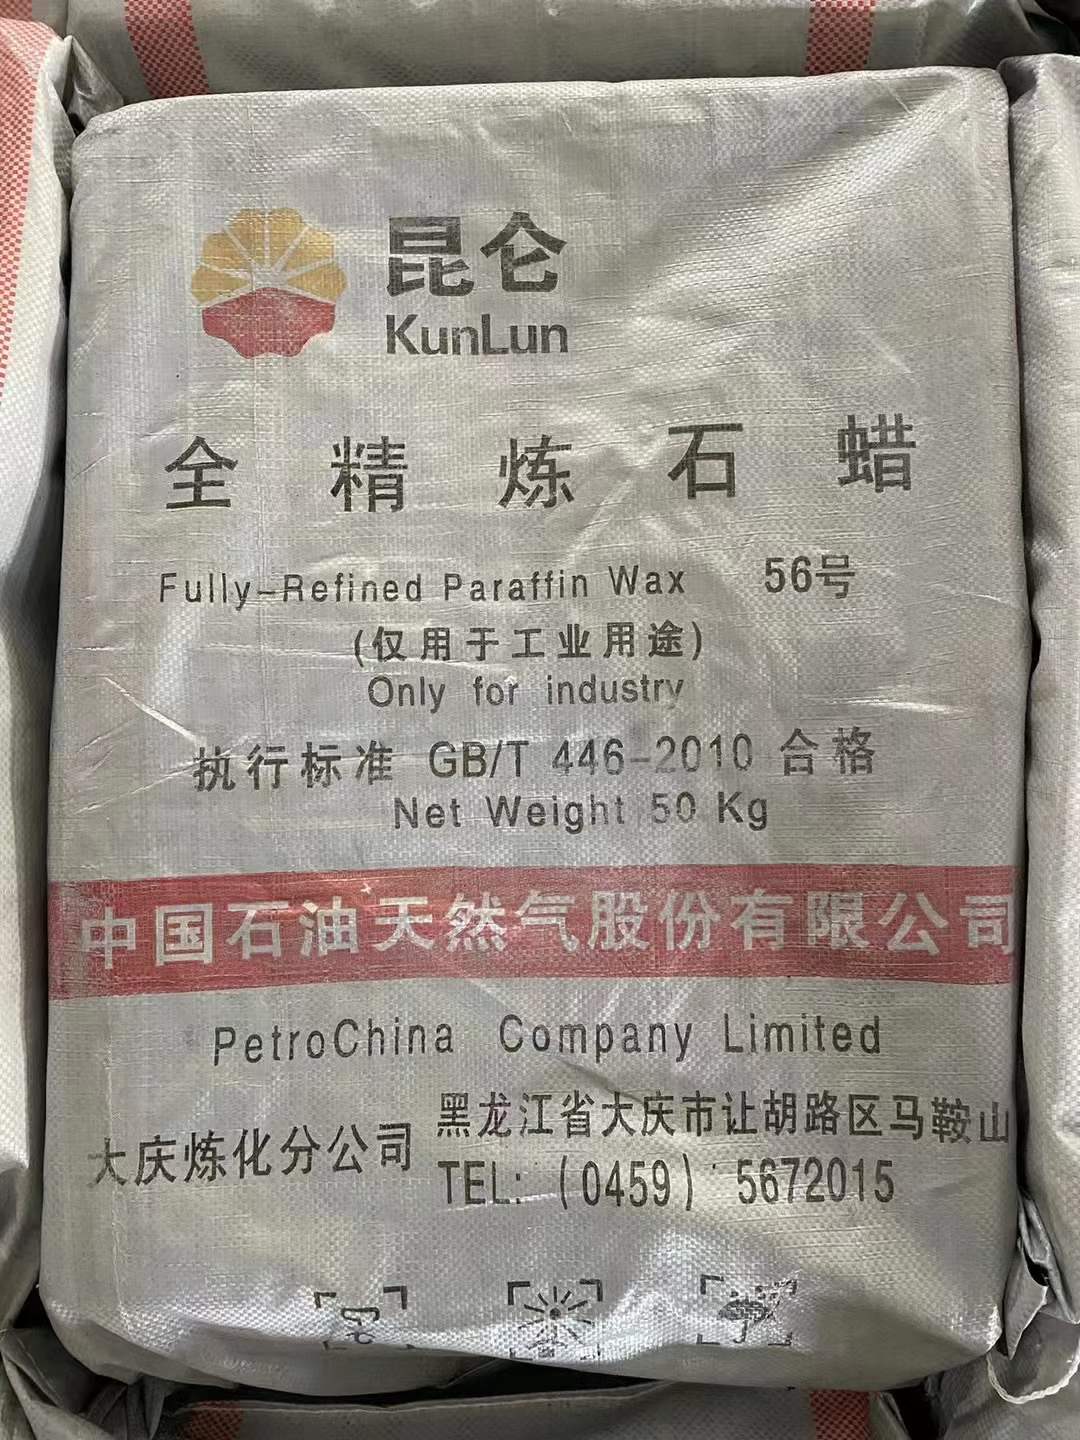 昆仑
KunLun
全精炼石蜡
Fully-Refined Paraffin Wax 56号
(仅用于工业用途)
Only for industry
执行标准 GB/T 446-2010 合格
Net Weight 50 Kg
中国石油天然气股份有限公司
PetroChina Company Limited
大庆炼化分公司
黑龙江省大庆市让胡路区马鞍山
TEL: (0459) 5672015